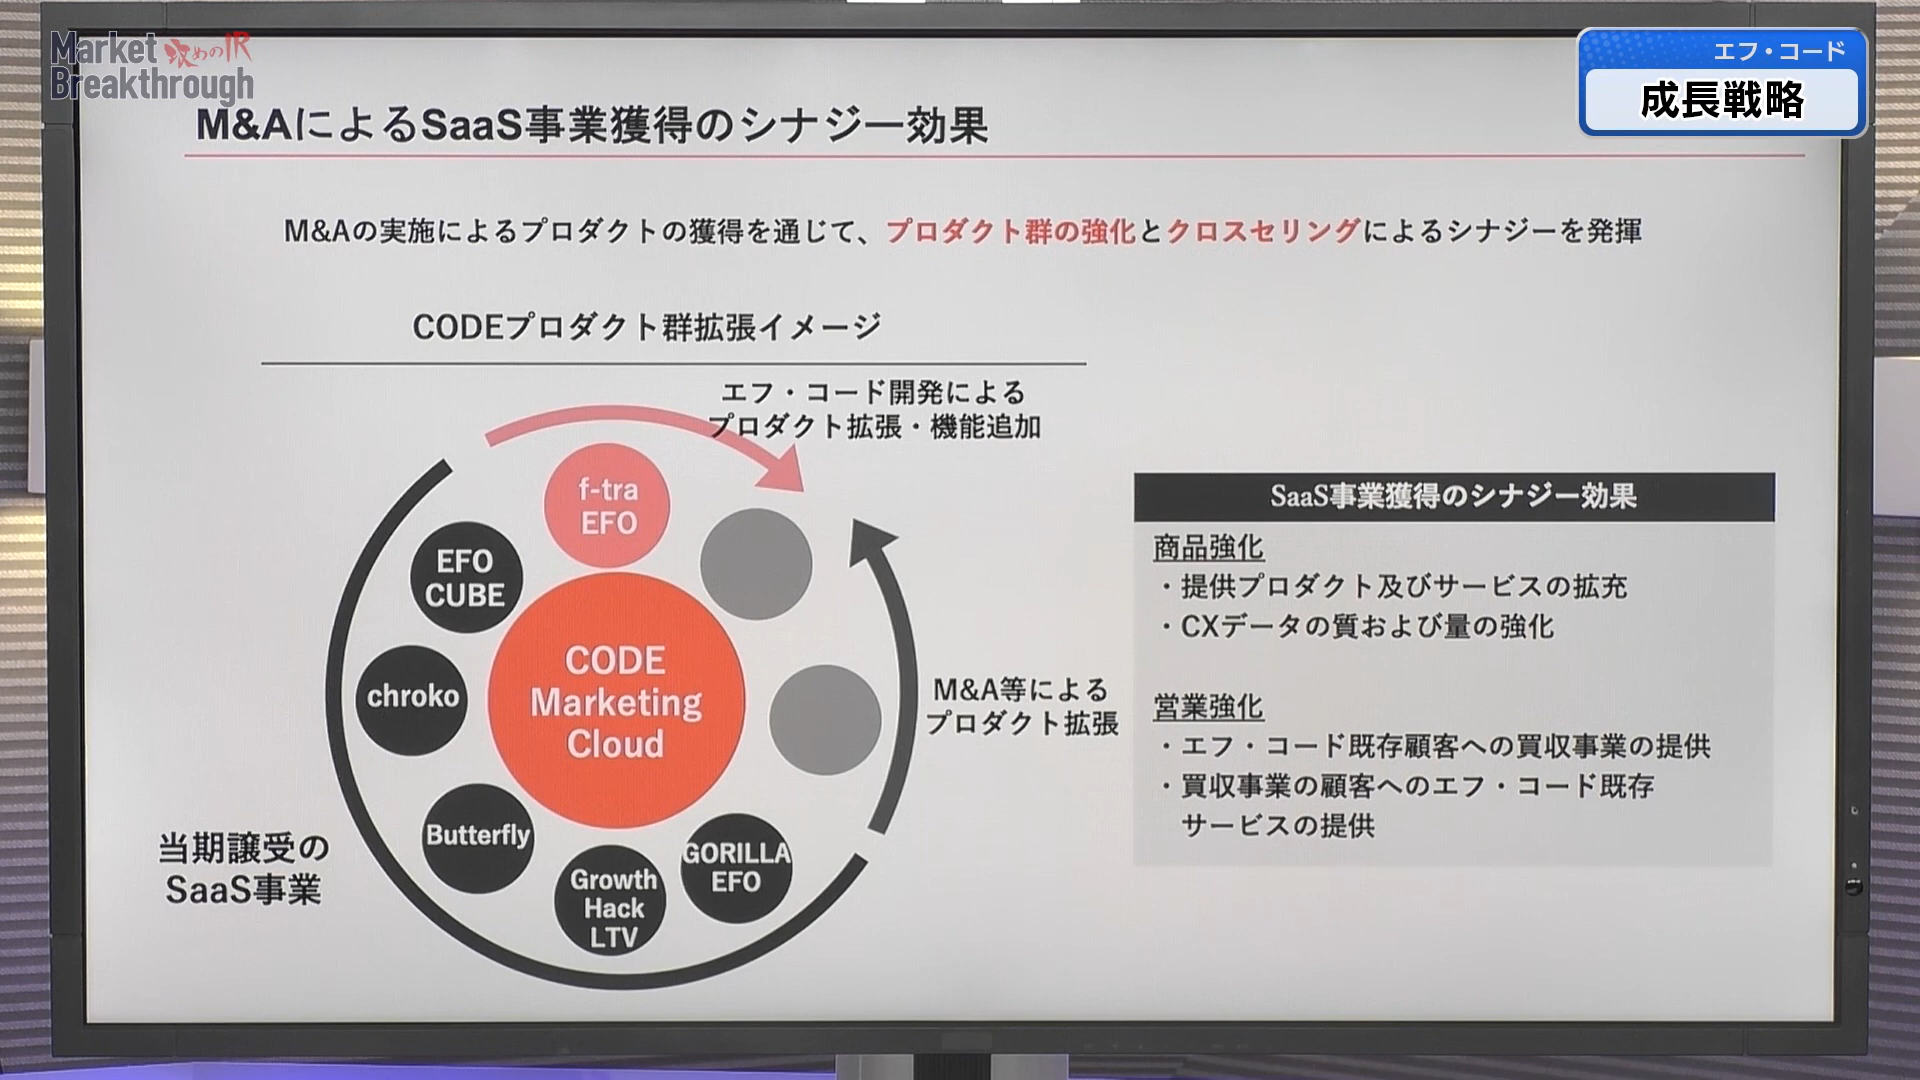 Market 攻めのIR
Breakthrough
エフ・コード
成長戦略
M&AによるSaaS事業獲得のシナジー効果
M&Aの実施によるプロダクトの獲得を通じて、プロダクト群の強化とクロスセリングによるシナジーを発揮
CODEプロダクト群拡張イメージ
エフ・コード開発による
プロダクト拡張・機能追加
f-tra
EFO
EFO
CUBE
chroko
Butterfly
Growth
Hack
LTV
GORILLA
EFO
CODE
Marketing
Cloud
M&A等による
プロダクト拡張
当期譲受の
SaaS事業
SaaS事業獲得のシナジー効果
商品強化
・提供プロダクト及びサービスの拡充
・CXデータの質および量の強化
営業強化
・エフ・コード既存顧客への買収事業の提供
・買収事業の顧客へのエフ・コード既存
サービスの提供